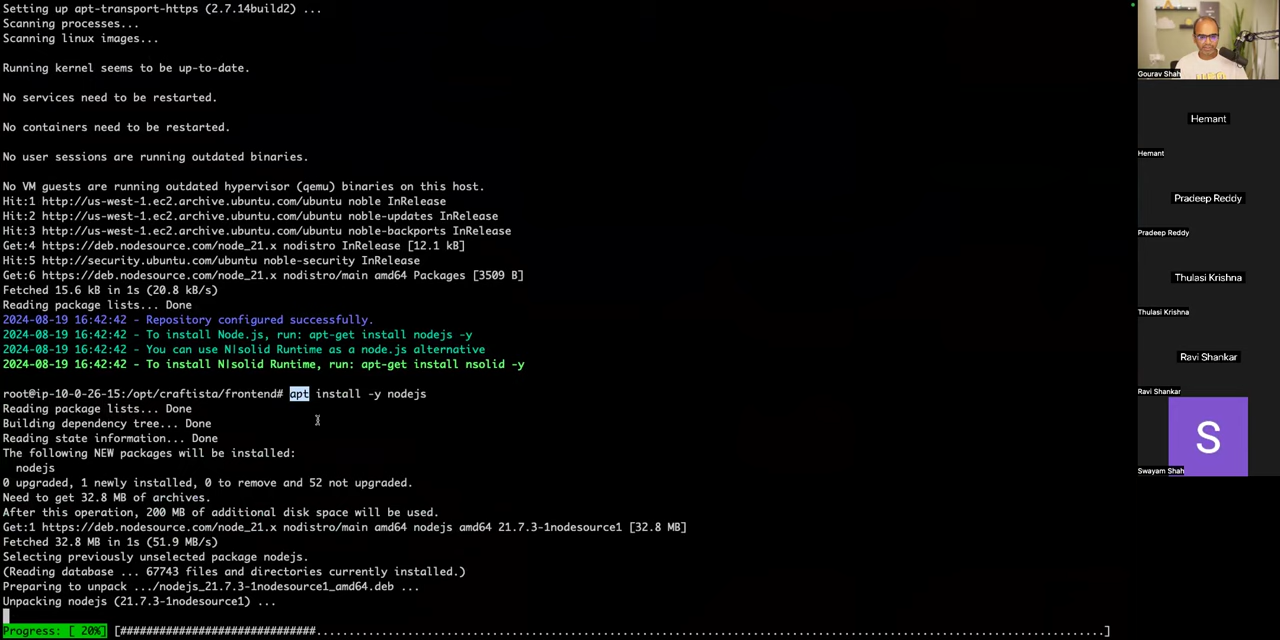 Setting up apt-transport-https (2.7.14build2) ...
Scanning processes...
Scanning linux images...
Running kernel seems to be up-to-date.
No services need to be restarted.
No containers need to be restarted.
No user sessions are running outdated binaries.
No VM guests are running outdated hypervisor (qemu) binaries on this host.
Hit:1 http://us-west-1.ec2.archive.ubuntu.com/ubuntu noble InRelease
Hit:2 http://us-west-1.ec2.archive.ubuntu.com/ubuntu noble-updates InRelease
Hit:3 http://us-west-1.ec2.archive.ubuntu.com/ubuntu noble-backports InRelease
Get:4 https://deb.nodesource.com/node_21.x nodistro InRelease [12.1 kB]
Hit:5 http://security.ubuntu.com/ubuntu noble-security InRelease
Get:6 https://deb.nodesource.com/node_21.x nodistro/main amd64 Packages [3509 B]
Fetched 15.6 kB in 1s (20.8 kB/s)
Reading package lists... Done
2024-08-19 16:42:42 - Repository configured successfully.
2024-08-19 16:42:42 - To install Node.js, run: apt-get install nodejs -y
2024-08-19 16:42:42 - You can use N|solid Runtime as a node.js alternative
2024-08-19 16:42:42 - To install N|solid Runtime, run: apt-get install nsolid -y
root@ip-10-0-26-15:/opt/craftista/frontend# apt install -y nodejs
Reading package lists... Done
Building dependency tree... Done
Reading state information... Done
The following NEW packages will be installed:
nodejs
0 upgraded, 1 newly installed, 0 to remove and 52 not upgraded.
Need to get 32.8 MB of archives.
After this operation, 200 MB of additional disk space will be used.
Get:1 https://deb.nodesource.com/node_21.x nodistro/main amd64 nodejs amd64 21.7.3-1nodesource1 [32.8 MB]
Fetched 32.8 MB in 1s (51.9 MB/s)
Selecting previously unselected package nodejs.
(Reading database ... 67743 files and directories currently installed.)
Preparing to unpack .../nodejs_21.7.3-1nodesource1_amd64.deb ...
Unpacking nodejs (21.7.3-1nodesource1) ...
Progress: [ 20%] [###########################.......................................................................................................................]
Gourav Shah
Hemant
Hemant
Pradeep Reddy
Pradeep Reddy
Thulasi Krishna
Thulasi Krishna
Ravi Shankar
Ravi Shankar
S
Swayam Shah